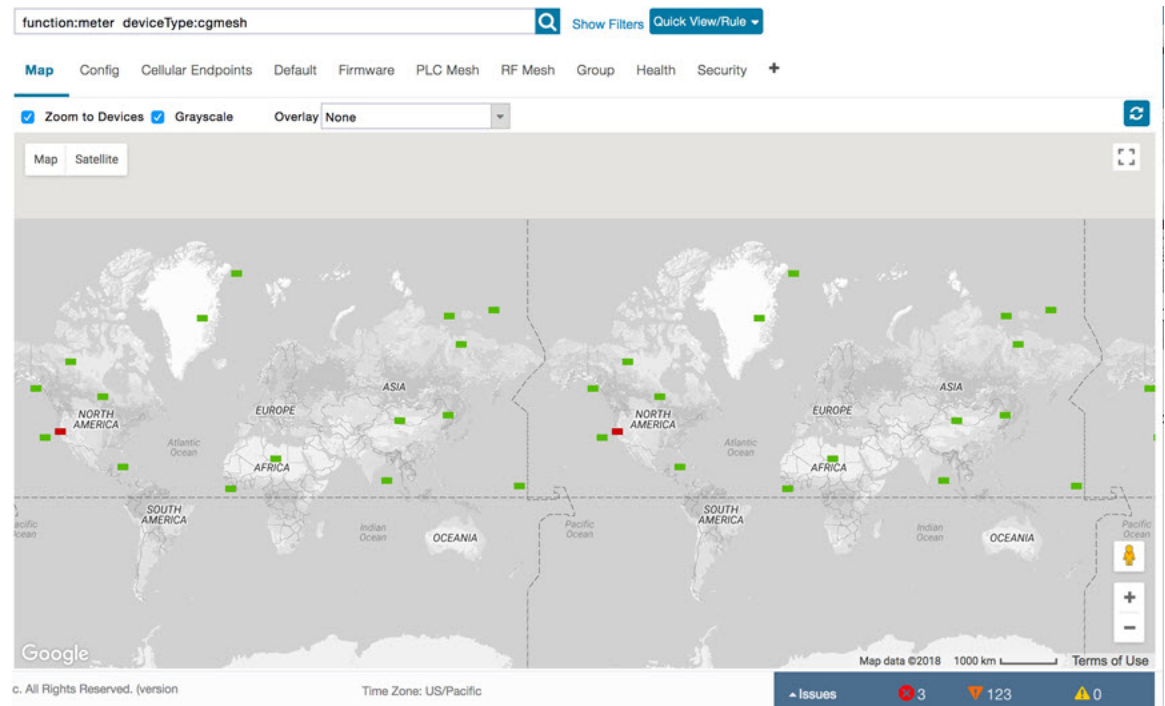 function:meter deviceType:cgmesh
Show Filters
Quick View/Rule
Map Config Cellular Endpoints Default Firmware PLC Mesh RF Mesh Group Health Security +
Zoom to Devices Grayscale Overlay None
Map Satellite
ASIA ASIA
NORTH AMERICA EUROPE NORTH AMERICA EUROPE
Atlantic Ocean Atlantic Ocean
AFRICA AFRICA
SOUTH AMERICA SOUTH AMERICA
acific Ocean Indian Ocean OCEANIA Pacific Ocean Indian Ocean OCEANIA Pacific Ocean
+
−
Google
Map data ©2018 1000 km Terms of Use
c. All Rights Reserved. (version Time Zone: US/Pacific
Issues 3 123 0